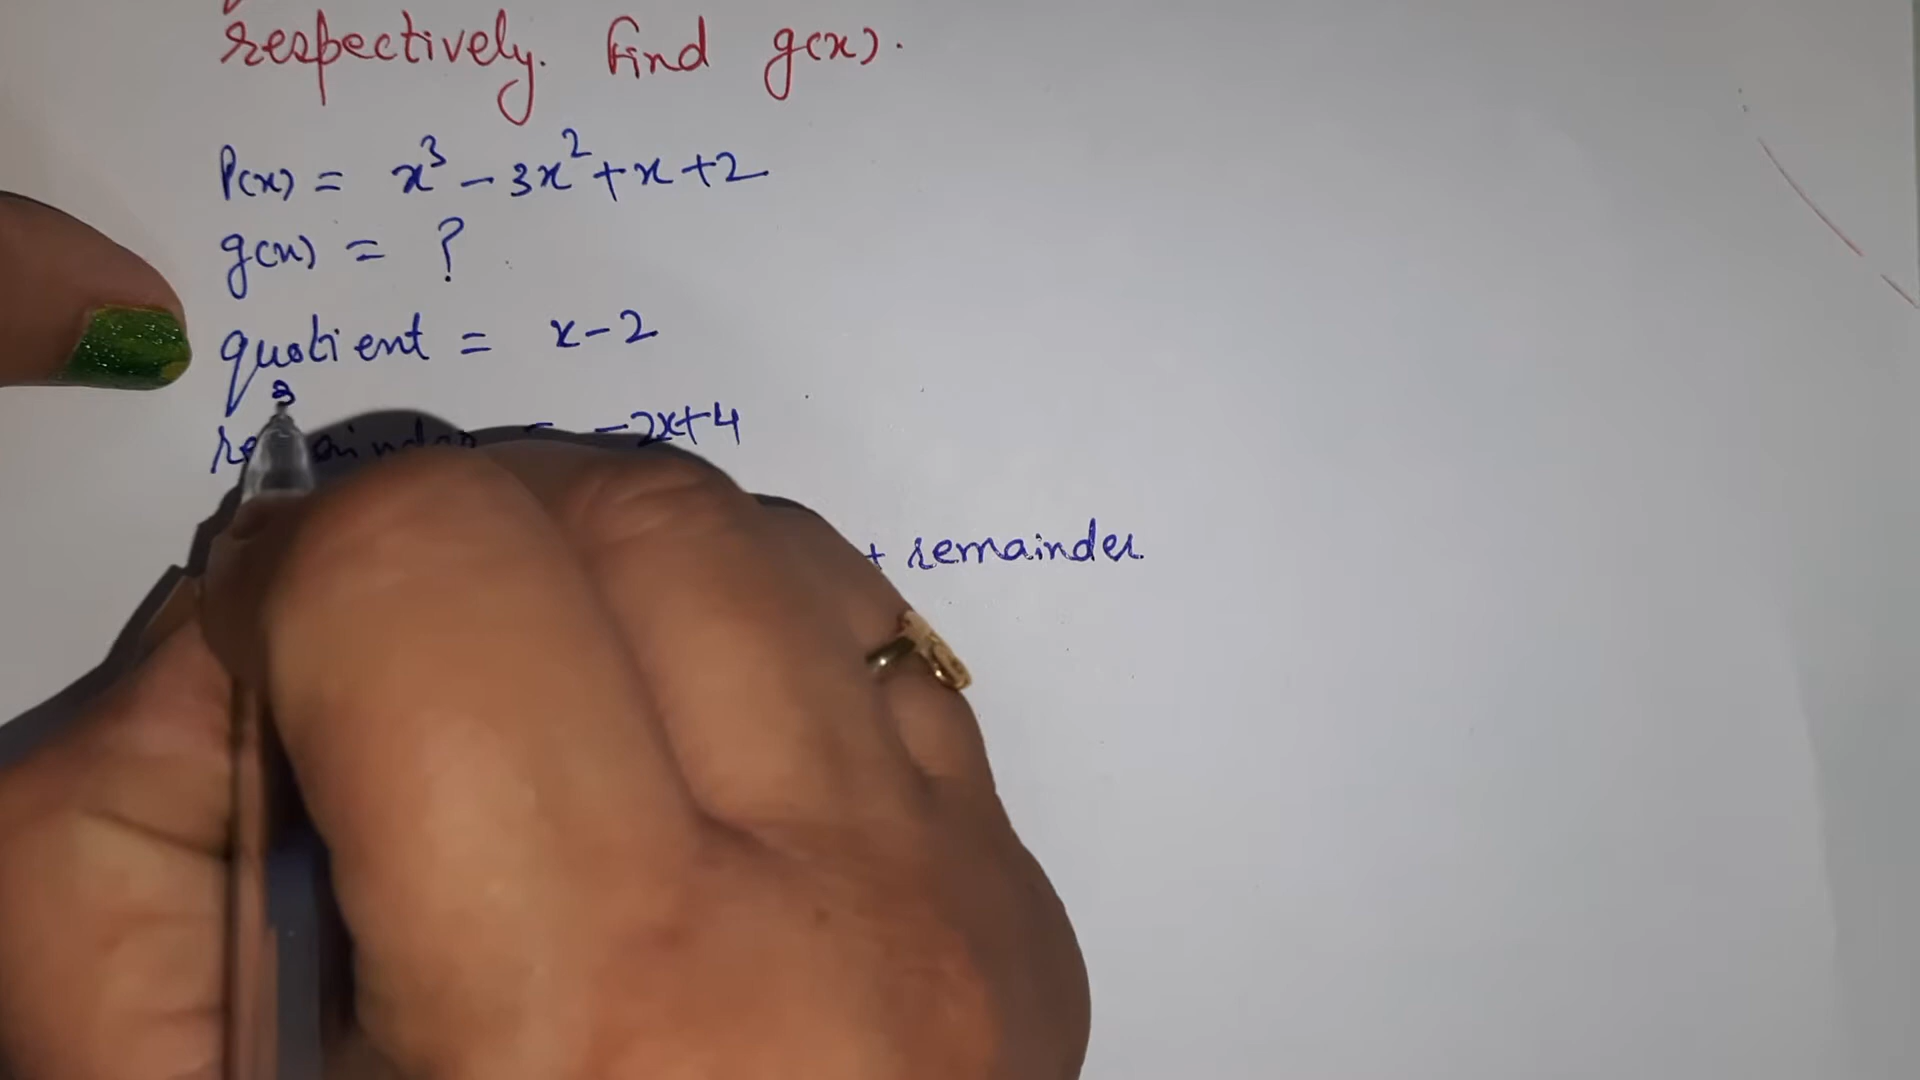 respectively. Find g(x).
P(x) = x³ - 3x² + x + 2
g(x) = ?
quotient = x - 2
= -2x+4
+ remainder